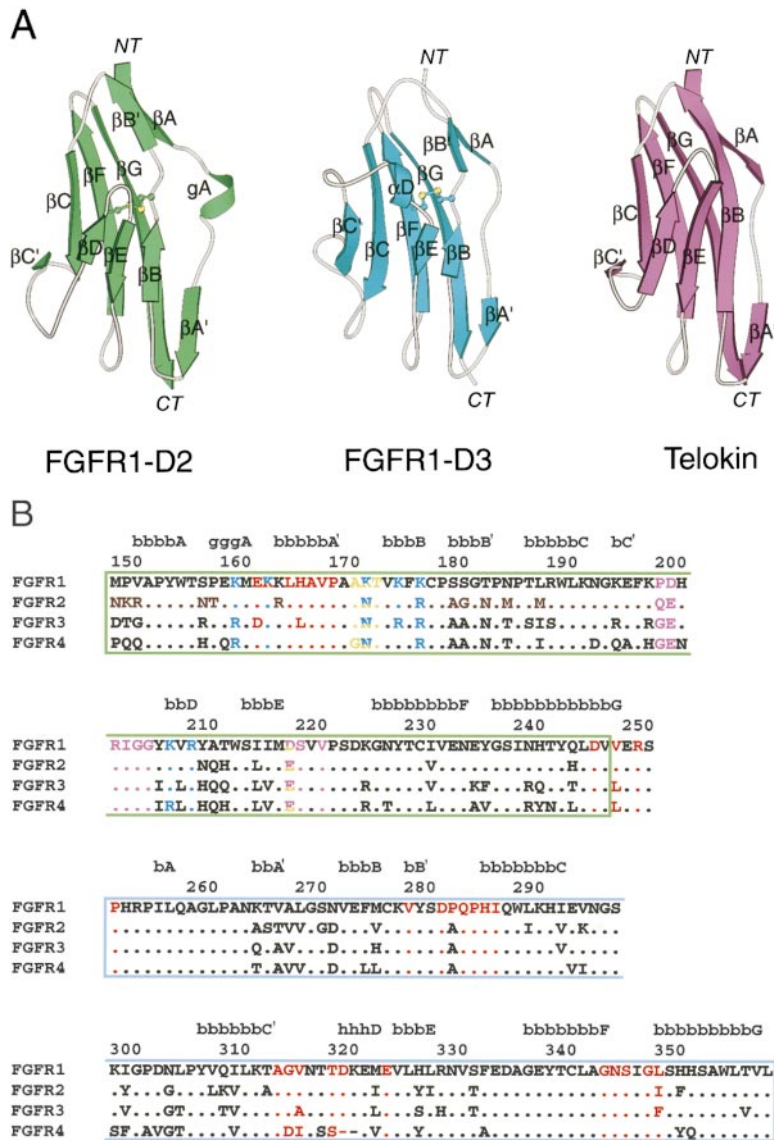 A
NT
NT
NT
βB'
βA
βG
βF
βC
gA
βD
βE
βB
βC'
βA'
CT
βB'
βA
βG
αD
βC'
βC
βF
βE
βB
βA'
CT
βA
βG
βF
βC
βB
βD
βE
βC'
βA
CT
FGFR1-D2 FGFR1-D3 Telokin
B
bbbbA gggA bbbbbA' bbbB bbbB' bbbbbC bC'
150 160 170 180 190 200
FGFR1 MPVAPYWTSPEKMEKKLHAVPAAKTVKFKCPSSGTPNPTLRWLKNGKEFKPDH
FGFR2 NKR.....NT.....R.......N....R..AG.N.M..M..........QE.
FGFR3 DTG.....R..R.D...L.....N..R.R..AA.N.T.SIS......R..RGE.
FGFR4 PQQ.....H.QR..........GN....R..AA.N.T..I....D.QA.HGEN
bbD bbbE bbbbbbbbbF bbbbbbbbbbbG
210 220 230 240 250
FGFR1 RIGGYKVRYATWSIIMDSVVPSDKGNYTCIVENEYGSINHTYQLDVVERS
FGFR2 ........NQH..L..E............V............H.......
FGFR3 ....I.L.HQQ..LV.E......R.....V...KF...RQ..T...L...
FGFR4 ....IRL.HQH..LV.E......R.T...L...AV...RYN.L...L...
bA bbA' bbbB bB' bbbbbbbC
260 270 280 290
FGFR1 PHRPILQAGLPANKTVALGSNVEFMCKVYSDPQPHIQWLKHIEVNGS
FGFR2 .............ASTVV.GD...V......A......I..V.K...
FGFR3 .............Q.AV...D...H......A.........V.....
FGFR4 .............T.AVV..D..LL......A..........VI...
bbbbbbC' hhhD bbbE bbbbbbbF bbbbbbbbbG
300 310 320 330 340 350
FGFR1 KIGPDNLPYVQILKTAGVNTTDKEMEVLHLRNVSFEDAGEYTCLAGNSIGLSHHSAWLTVL
FGFR2 .Y...G...LKV..A.........I...YI...T................I.F........
FGFR3 .V...GT...TV.....A......L...S.H..T................F.......V..
FGFR4 SF.AVGT....V....DI.SS--.V...Y....F.................YQ.......